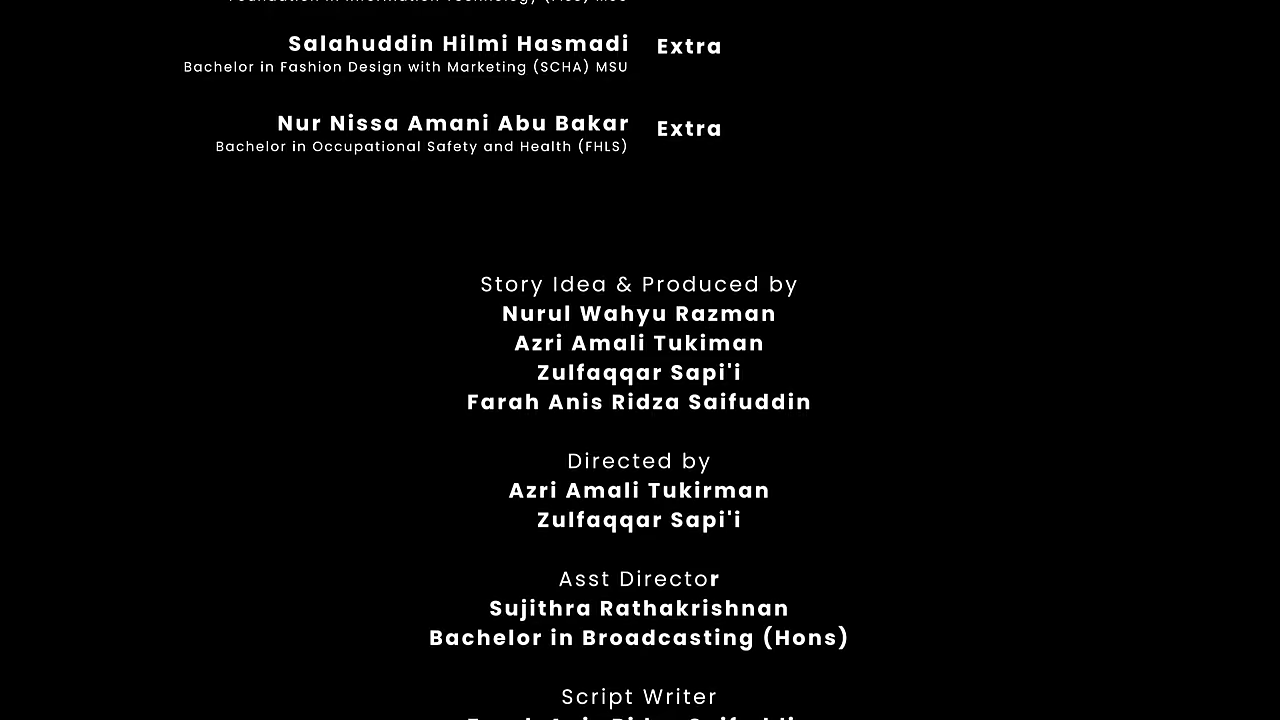 Salahuddin Hilmi Hasmadi Extra
Bachelor in Fashion Design with Marketing (SCHA) MSU
Nur Nissa Amani Abu Bakar Extra
Bachelor in Occupational Safety and Health (FHLS)
Story Idea & Produced by
Nurul Wahyu Razman
Azri Amali Tukiman
Zulfaqqar Sapi'i
Farah Anis Ridza Saifuddin
Directed by
Azri Amali Tukirman
Zulfaqqar Sapi'i
Asst Director
Sujithra Rathakrishnan
Bachelor in Broadcasting (Hons)
Script Writer